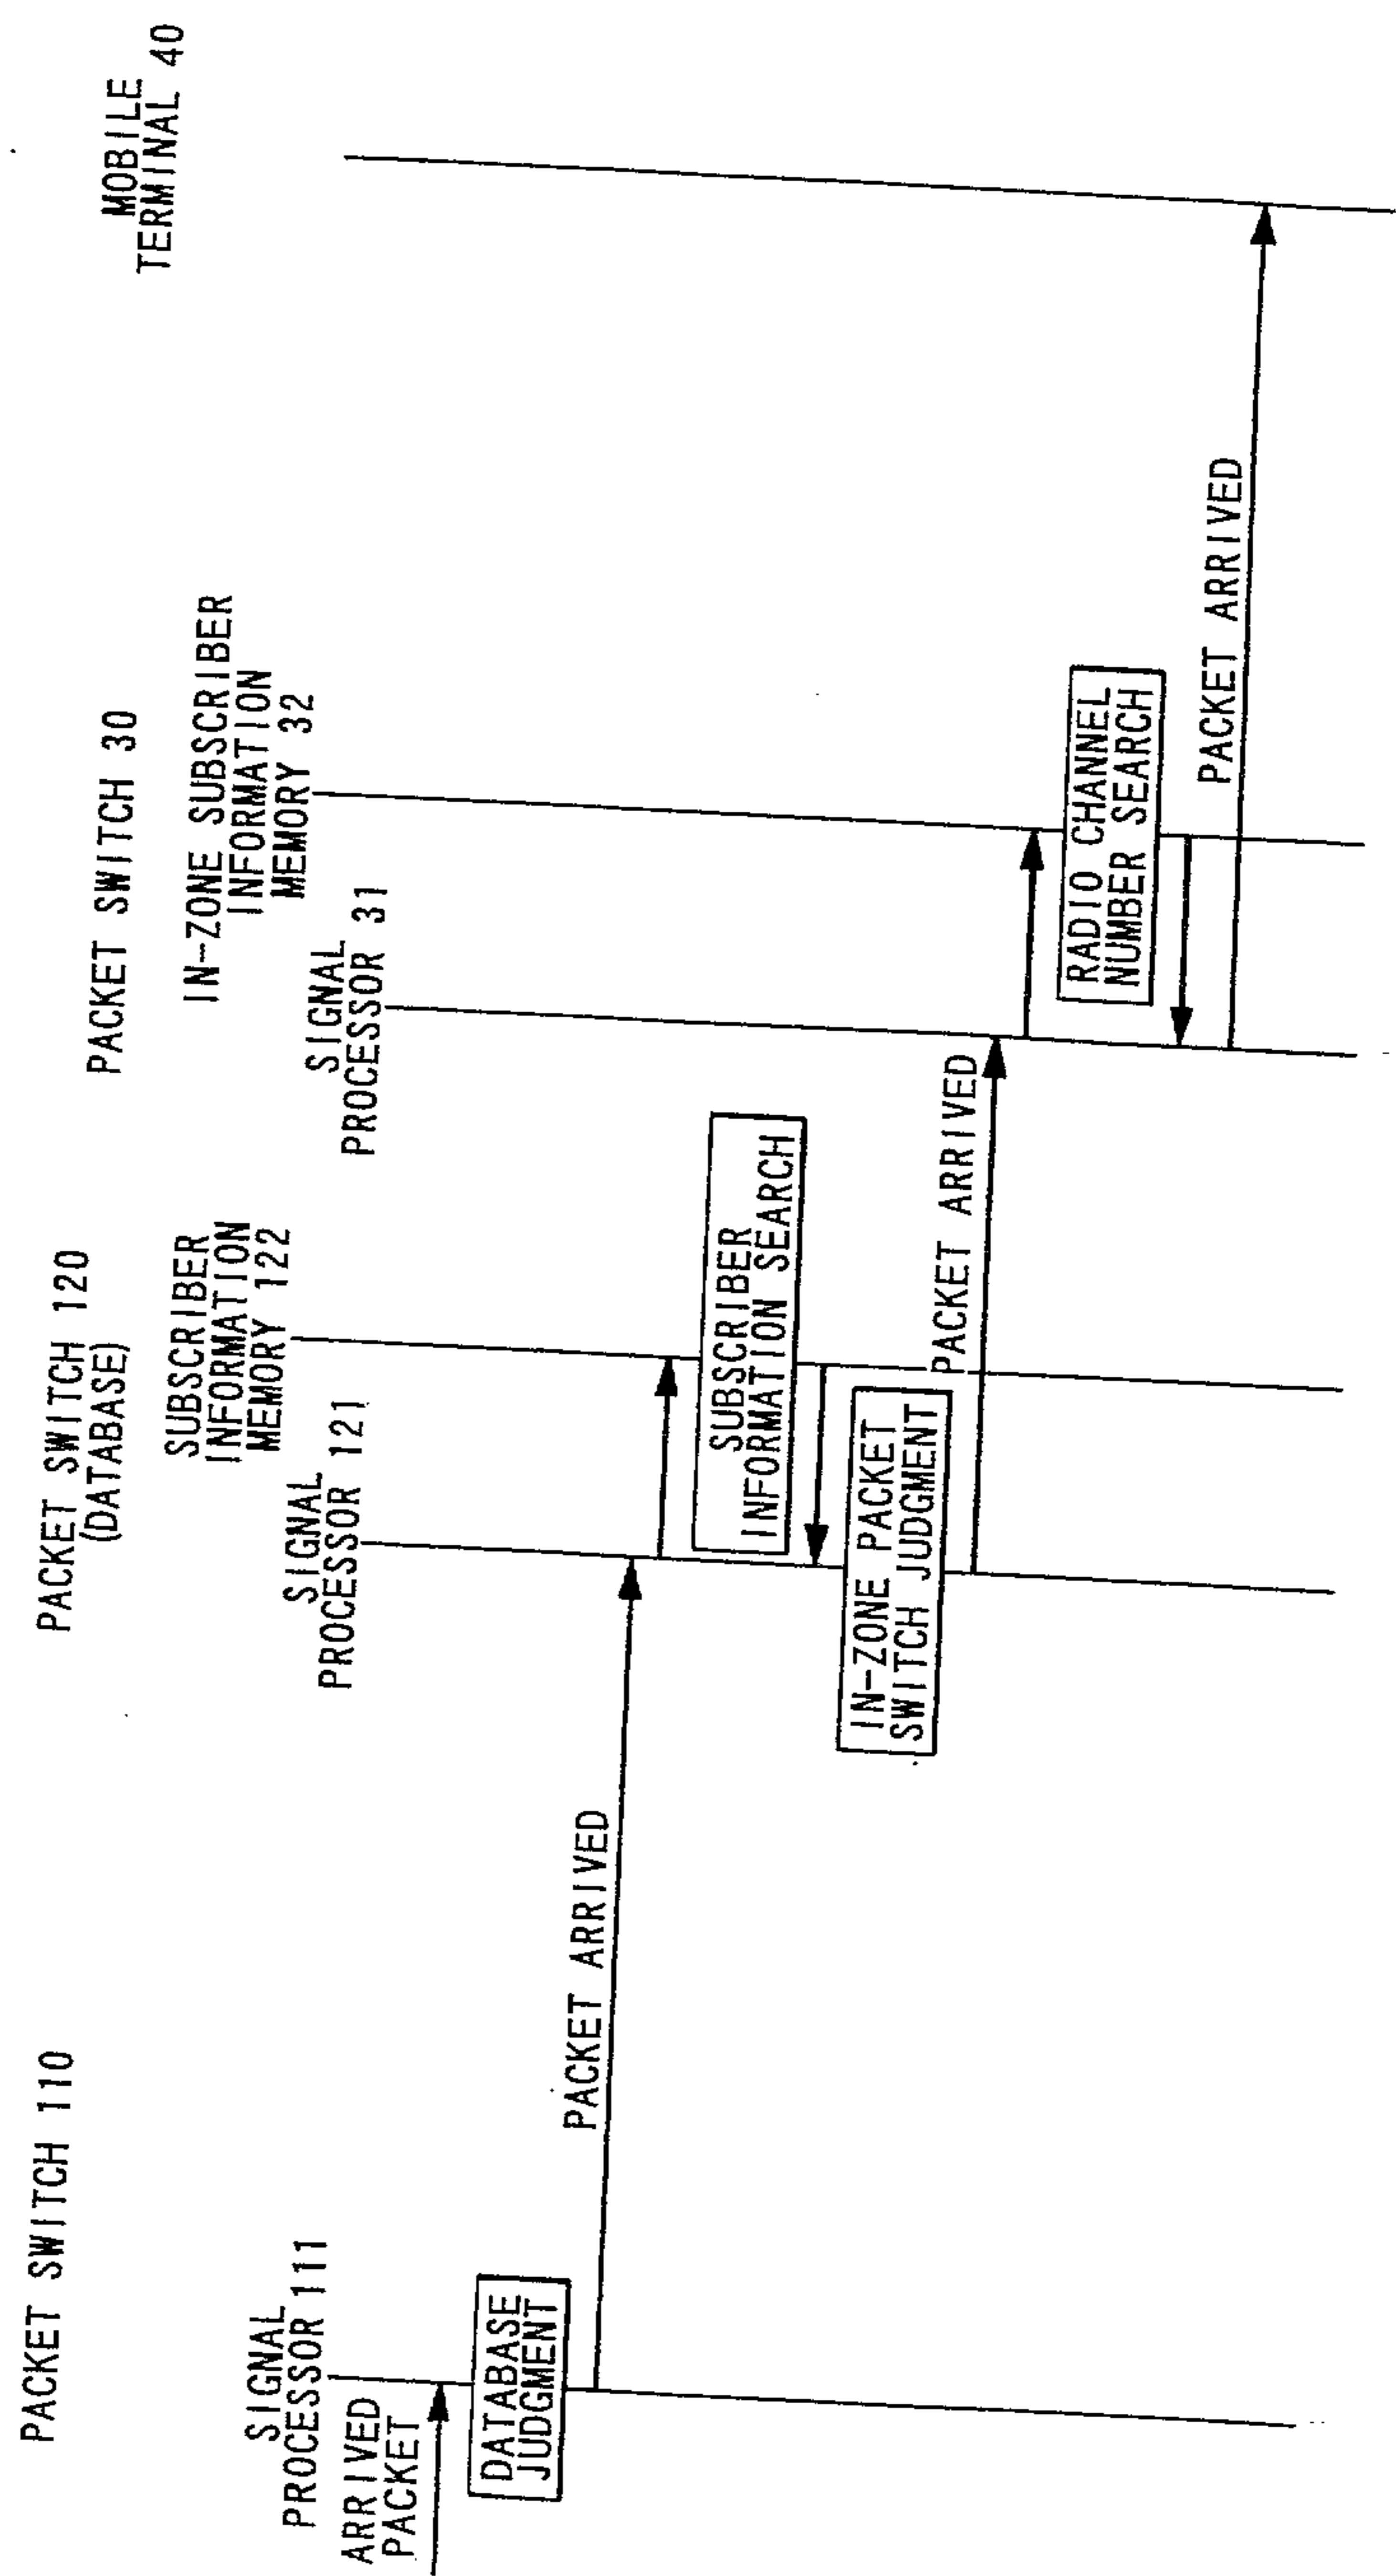 PACKET SWITCH 110
PACKET SWITCH 120
(DATABASE)
PACKET SWITCH 30
MOBILE
TERMINAL 40
SIGNAL
PROCESSOR 111
SIGNAL
PROCESSOR 121
SUBSCRIBER
INFORMATION
MEMORY 122
SIGNAL
PROCESSOR 31
IN-ZONE SUBSCRIBER
INFORMATION
MEMORY 32
ARRIVED
PACKET
DATABASE
JUDGMENT
PACKET ARRIVED
SUBSCRIBER
INFORMATION SEARCH
IN-ZONE PACKET
SWITCH JUDGMENT
PACKET ARRIVED
RADIO CHANNEL
NUMBER SEARCH
PACKET ARRIVED